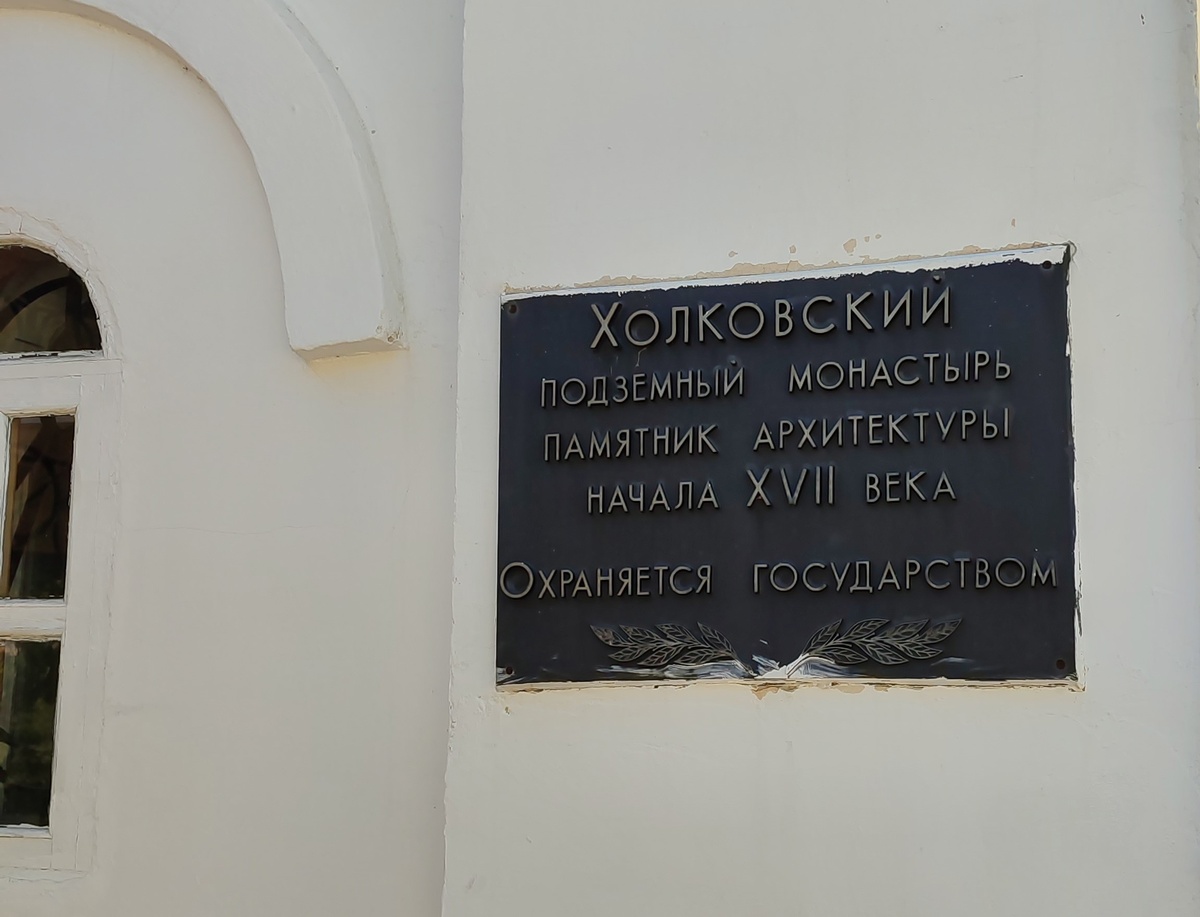 Холковский
подземный монастырь
памятник архитектуры
начала XVII века
Охраняется государством